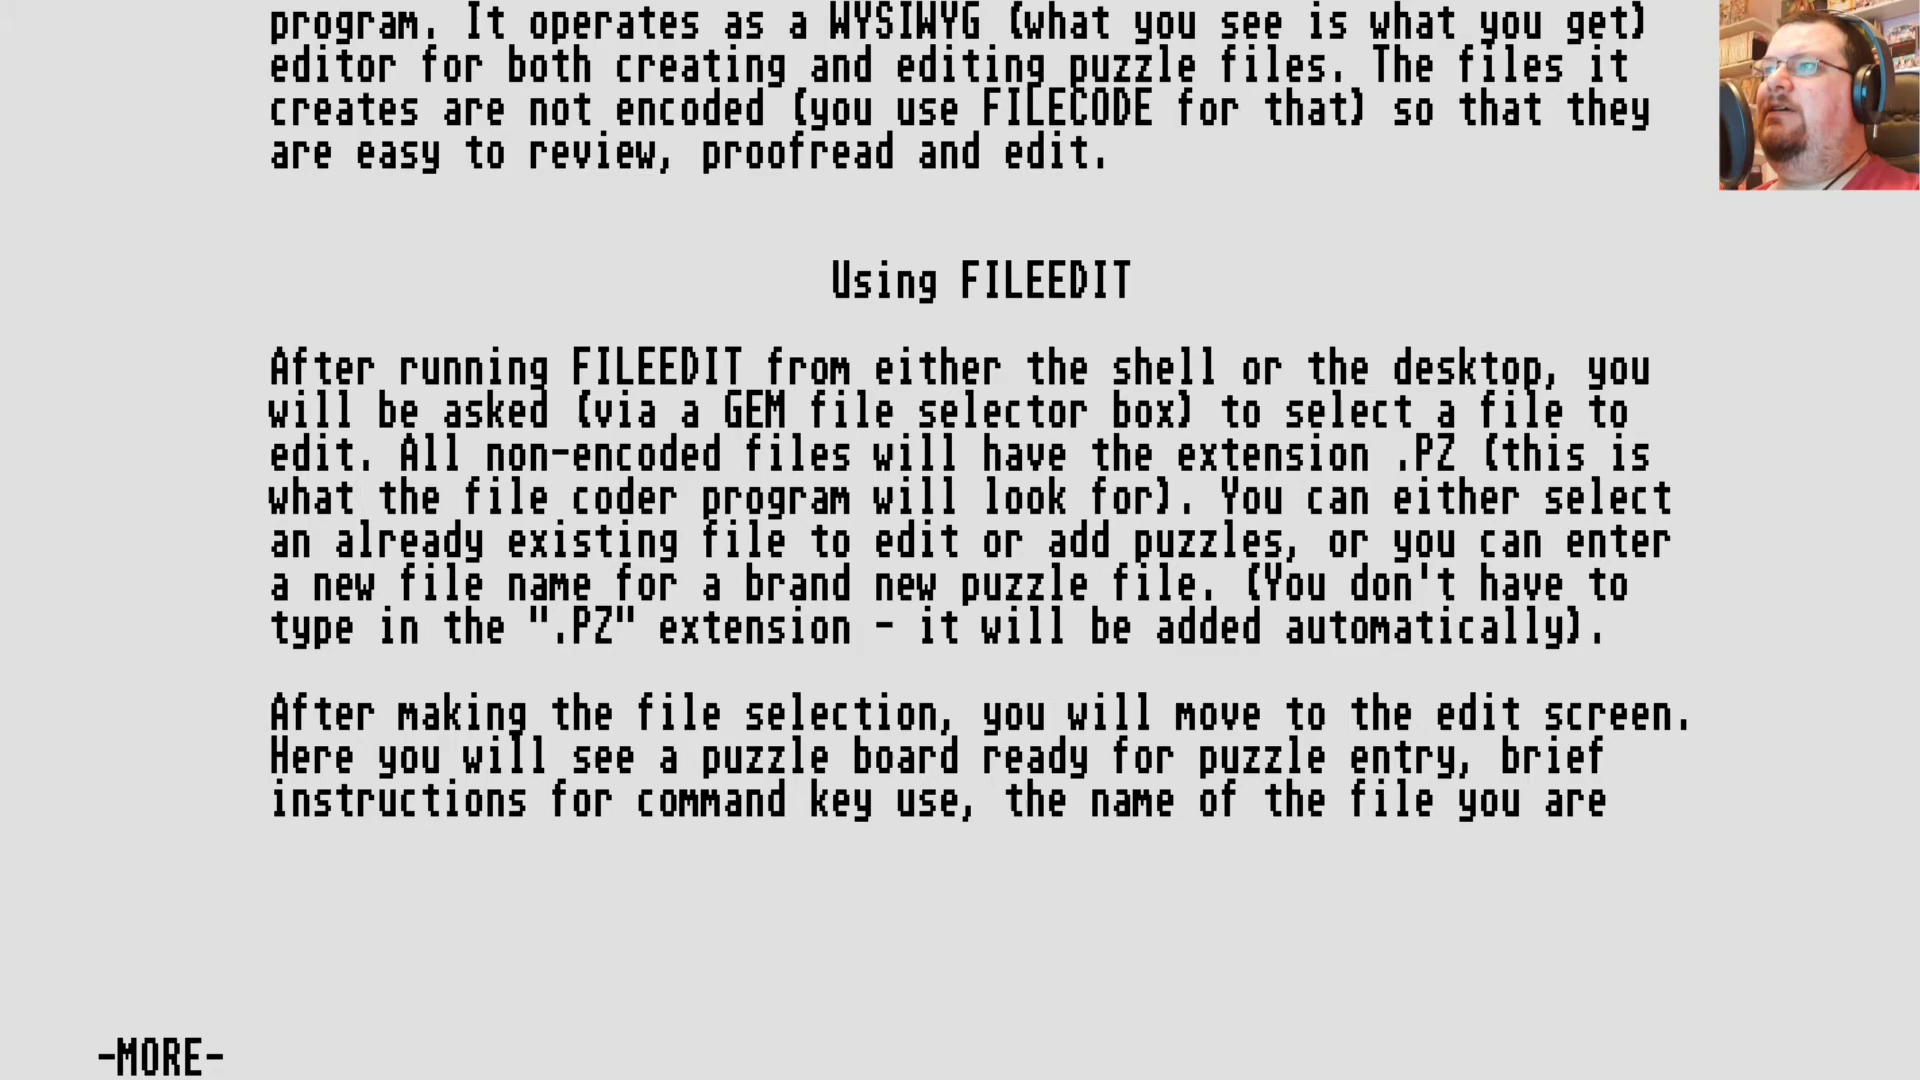 program. It operates as a WYSIWYG (what you see is what you get)
editor for both creating and editing puzzle files. The files it
creates are not encoded (you use FILECODE for that) so that they
are easy to review, proofread and edit.
Using FILEEDIT
After running FILEEDIT from either the shell or the desktop, you
will be asked (via a GEM file selector box) to select a file to
edit. All non-encoded files will have the extension .PZ (this is
what the file coder program will look for). You can either select
an already existing file to edit or add puzzles, or you can enter
a new file name for a brand new puzzle file. (You don't have to
type in the ".PZ" extension - it will be added automatically).
After making the file selection, you will move to the edit screen.
Here you will see a puzzle board ready for puzzle entry, brief
instructions for command key use, the name of the file you are
-MORE-